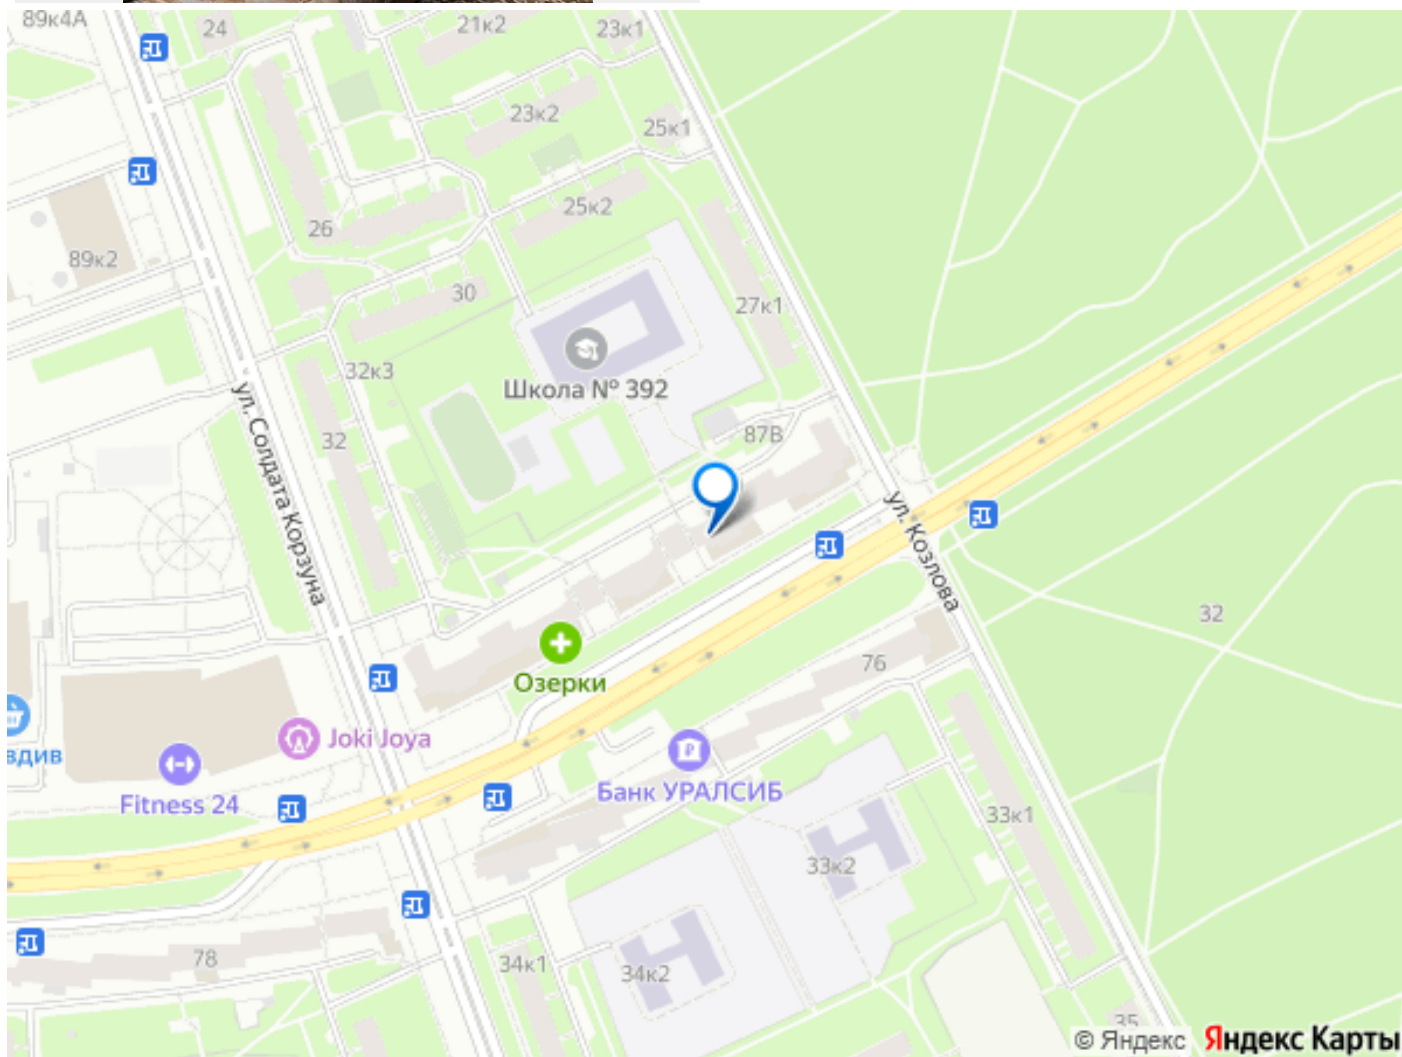 89к4А
24
21к2
23к1
23к2
25к1
25к2
26
89к2
30
27к1
32к3
Школа № 392
ул. Солдата Корзуна
32
87В
ул. Козлова
32
Озерки
76
Joki Joya
вдив
Fitness 24
Банк УРАЛСИБ
33к1
33к2
78
34к1
34к2
35
© Яндекс Яндекс Карты